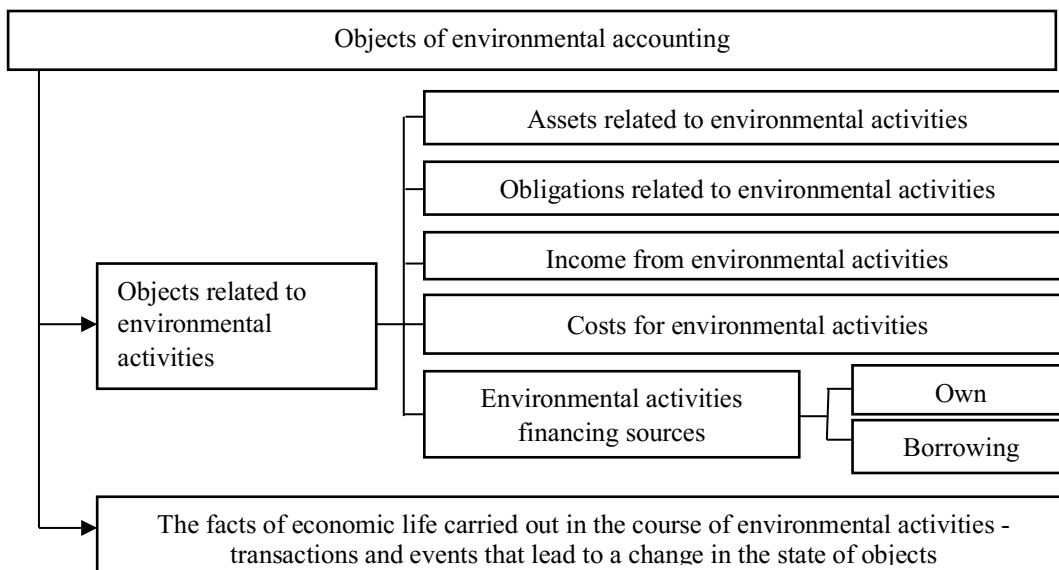 Objects of environmental accounting
Assets related to environmental activities
Obligations related to environmental activities
Income from environmental activities
Objects related to
environmental
activities
Costs for environmental activities
Environmental activities
financing sources
Own
Borrowing
The facts of economic life carried out in the course of environmental activities -
transactions and events that lead to a change in the state of objects